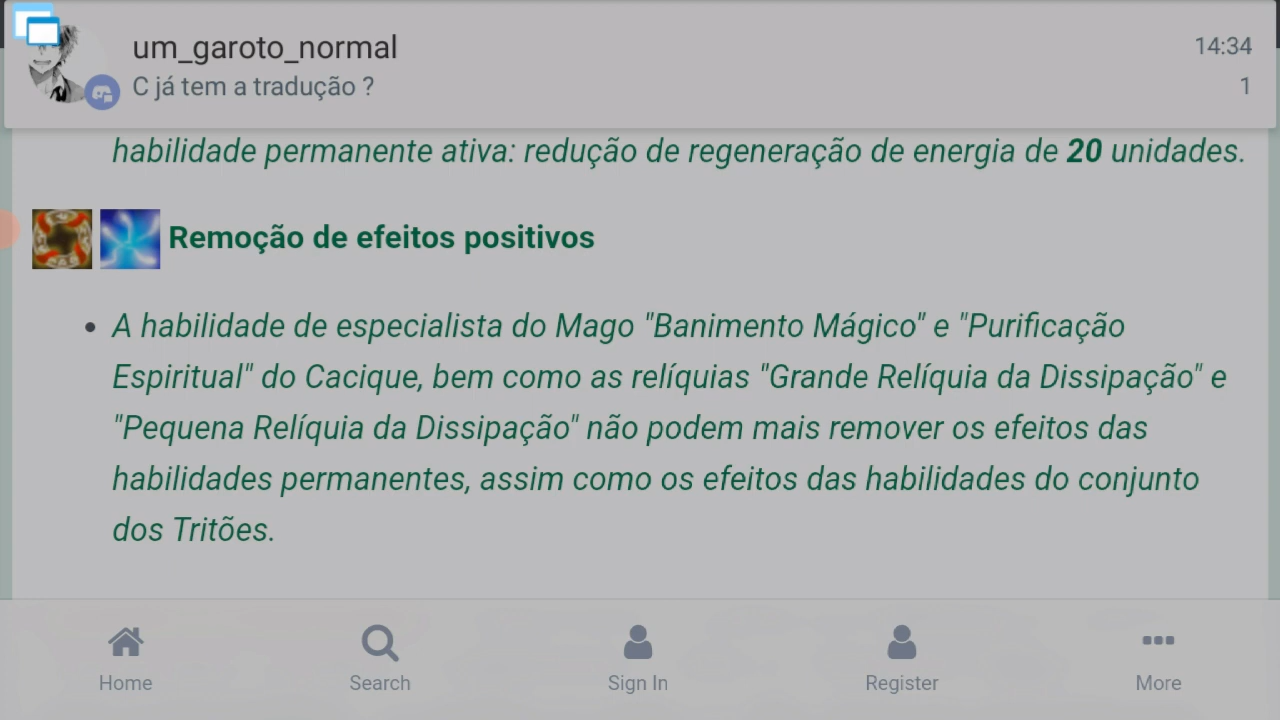 um_garoto_normal
14:34
C já tem a tradução ?
1
habilidade permanente ativa: redução de regeneração de energia de 20 unidades.
Remoção de efeitos positivos
• A habilidade de especialista do Mago "Banimento Mágico" e "Purificação
Espiritual" do Cacique, bem como as relíquias "Grande Relíquia da Dissipação" e
"Pequena Relíquia da Dissipação" não podem mais remover os efeitos das
habilidades permanentes, assim como os efeitos das habilidades do conjunto
dos Tritões.
Home
Search
Sign In
Register
More